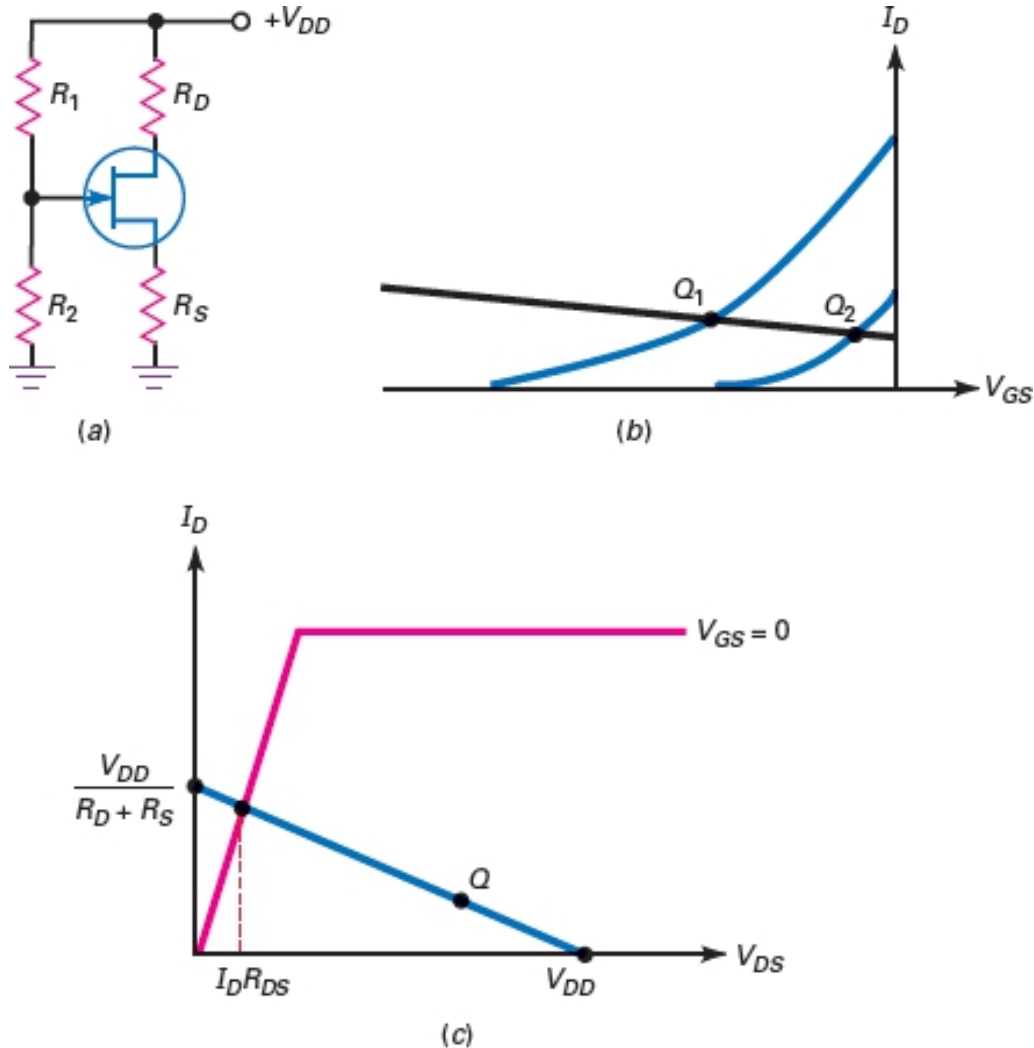 +V_DD
R_1
R_D
R_2
R_S
(a)
I_D
Q_1
Q_2
V_GS
(b)
I_D
V_GS = 0
V_DD
R_D + R_S
Q
V_DS
I_D R_DS
V_DD
(c)